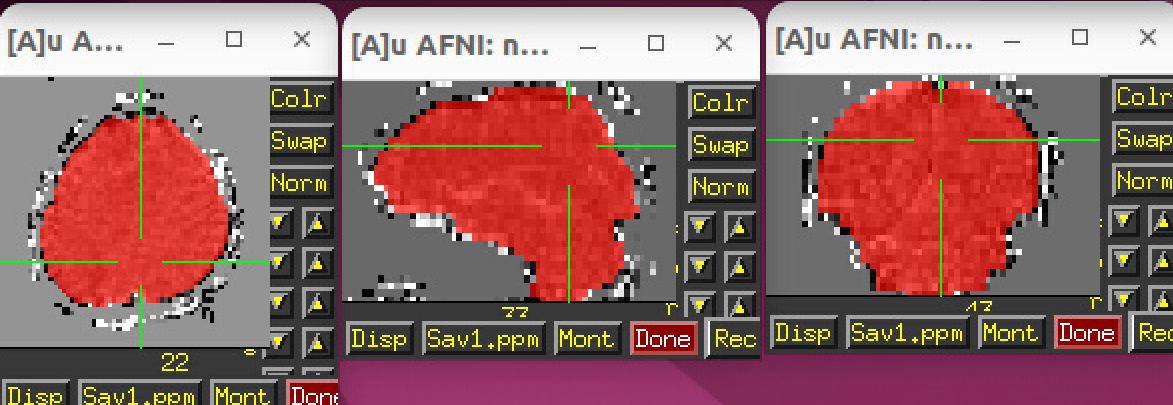 [A]u A...
Colr
Swap
Norm
22
Disp Sav1.ppm Mont
[A]u AFNI: n...
Colr
Swap
Norm
Disp Sav1.ppm Mont Done Rec
[A]u AFNI: n...
Colr
Swap
Norm
Disp Sav1.ppm Mont Done Rec